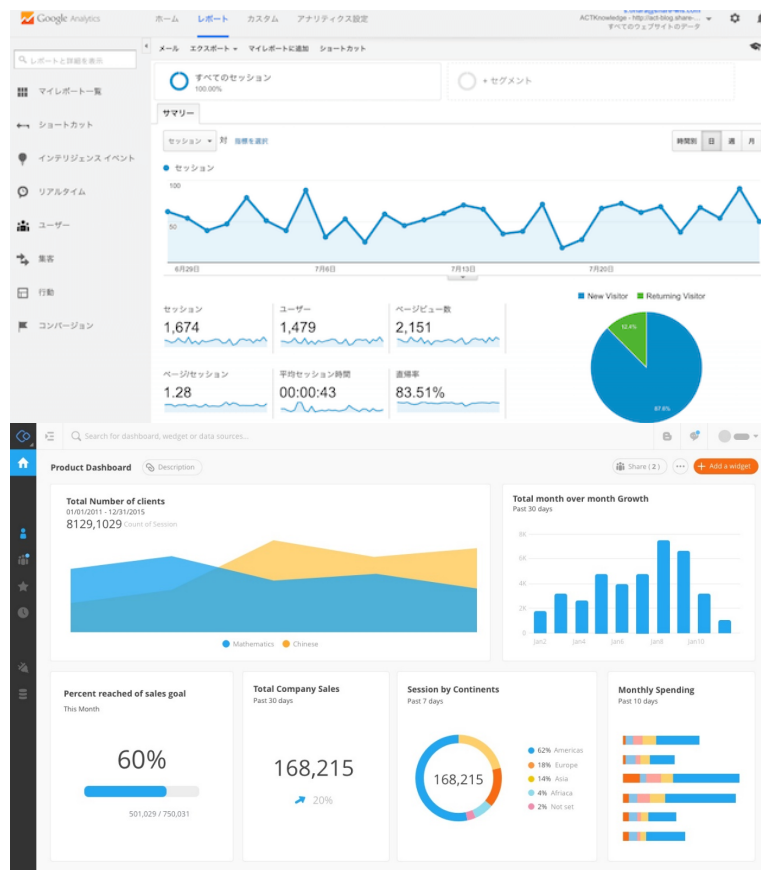 Google Analytics
ホーム レポート カスタム アナリティクス設定
ACTKnowledge - http://act-blog.share-...
すべてのウェブサイトのデータ
レポートと詳細を表示
メール エクスポート マイレポートに追加 ショートカット
すべてのセッション
100.00%
+ セグメント
マイレポート一覧
ショートカット
インテリジェンス イベント
リアルタイム
ユーザー
集客
行動
コンバージョン
サマリー
セッション 対 指標を選択
時間別 日 週 月
セッション
100
50
6月29日 7月6日 7月13日 7月20日
New Visitor Returning Visitor
セッション
1,674
ユーザー
1,479
ページビュー数
2,151
ページ/セッション
1.28
平均セッション時間
00:00:43
直帰率
83.51%
12.4%
87.6%
Search for dashboard, wedget or data sources...
Product Dashboard Description
Share ( 2 ) + Add a widget
Total Number of clients
01/01/2011 - 12/31/2015
8129,1029 Count of Session
Mathematics Chinese
Total month over month Growth
Past 30 days
8K
6K
4K
2K
0
Jan2 Jan4 Jan6 Jan8 Jan10
Percent reached of sales goal
This Month
60%
501,029 / 750,031
Total Company Sales
Past 30 days
168,215
20%
Session by Continents
Past 7 days
168,215
62% Americas
18% Europe
14% Asia
4% Afriaca
2% Not set
Monthly Spending
Past 10 days